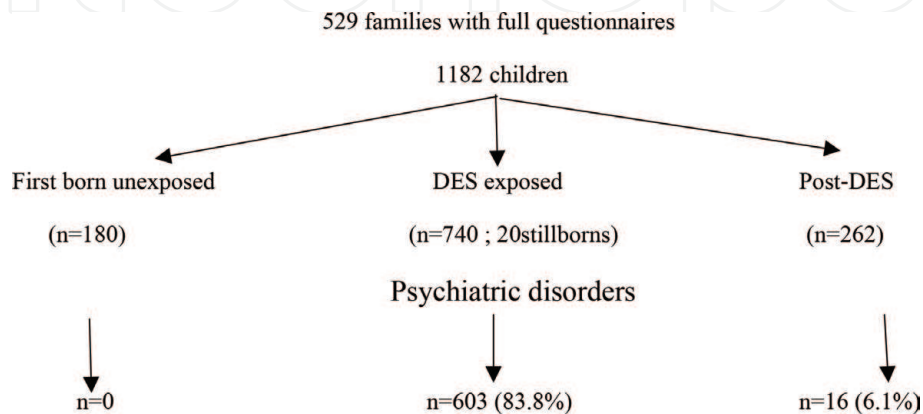 529 families with full questionnaires
1182 children
First born unexposed DES exposed Post-DES
(n=180) (n=740 ; 20stillborns) (n=262)
Psychiatric disorders
n=0 n=603 (83.8%) n=16 (6.1%)